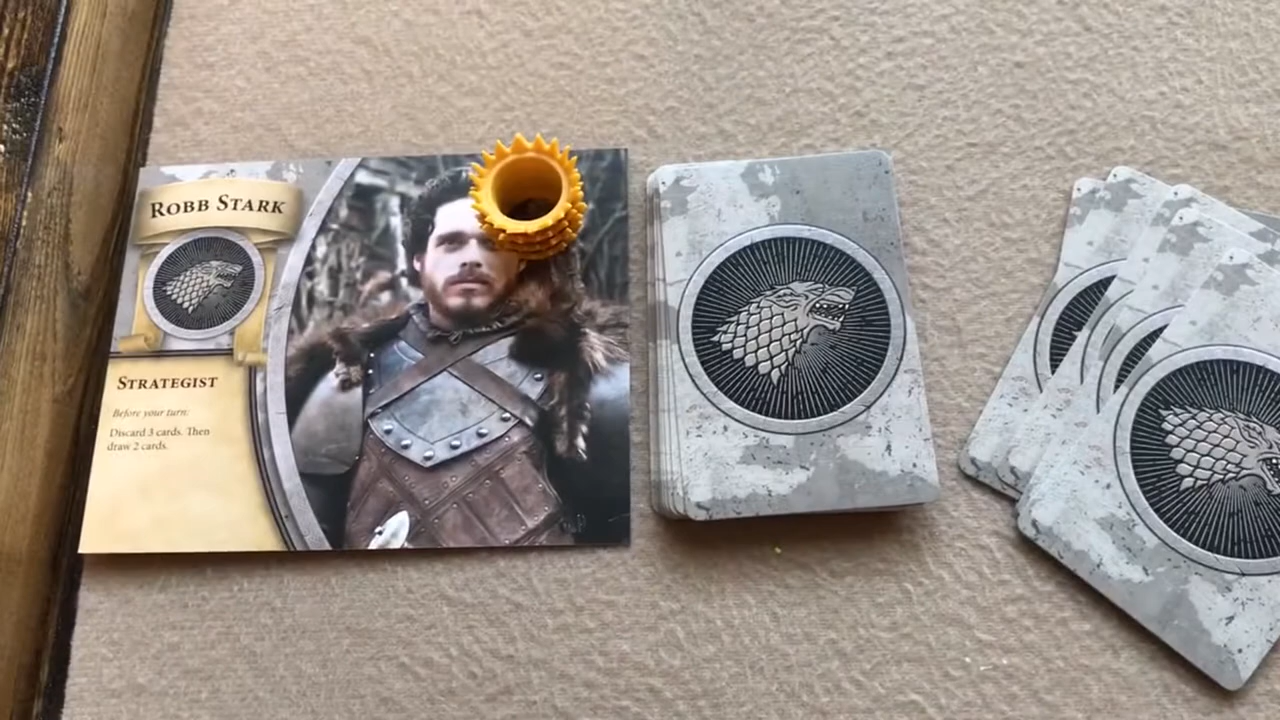 ROBB STARK
STRATEGIST
Before your turn:
Discard 3 cards. Then
draw 2 cards.